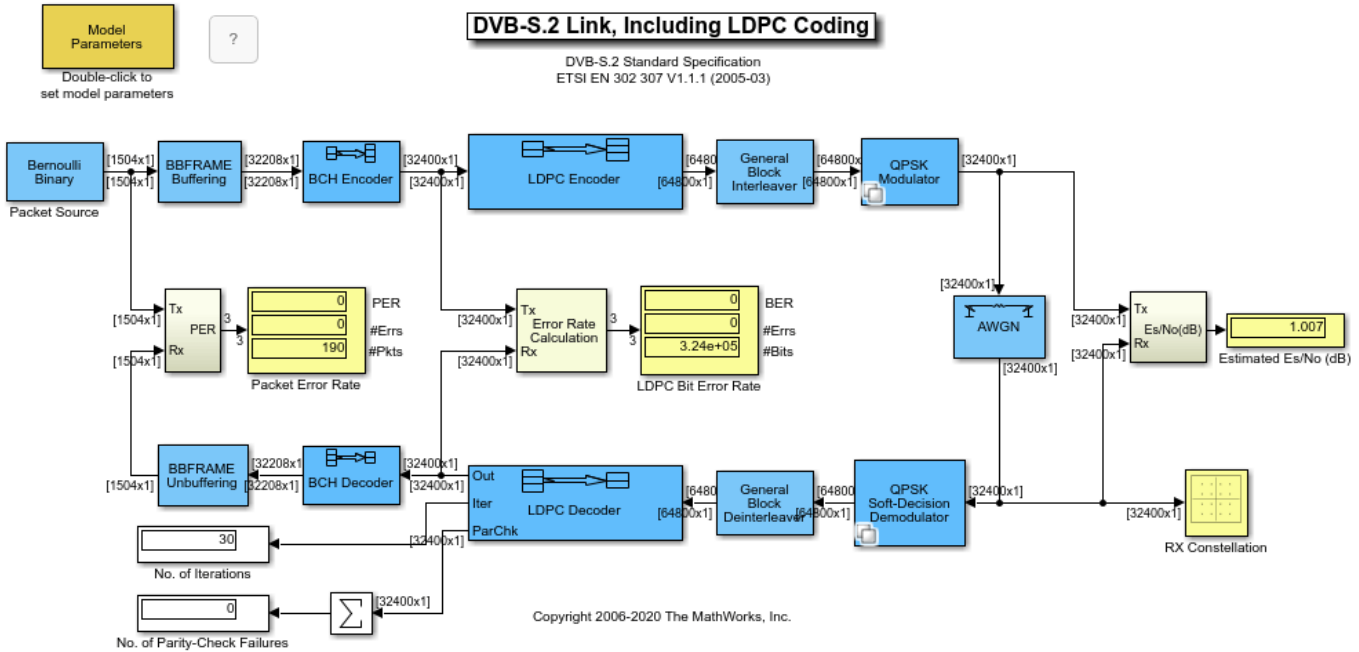 Model
Parameters
?
Double-click to
set model parameters
DVB-S.2 Link, Including LDPC Coding
DVB-S.2 Standard Specification
ETSI EN 302 307 V1.1.1 (2005-03)
Bernoulli
Binary
Packet Source
[1504x1]
[1504x1]
BBFRAME
Buffering
[32208x1]
[32208x1]
BCH Encoder
[32400x1]
[32400x1]
LDPC Encoder
[6480
[64800x1]
General
Block
Interleaver
[64800x
[64800x1]
QPSK
Modulator
[32400x1]
[1504x1]
[1504x1]
Tx
PER
Rx
3
3
0
0
190
PER
#Errs
#Pkts
Packet Error Rate
[32400x1]
[32400x1]
Tx
Error Rate
Calculation
Rx
3
3
0
0
3.24e+05
BER
#Errs
#Bits
LDPC Bit Error Rate
[32400x1]
AWGN
[32400x1]
[32400x1]
[32400x1]
Tx
Es/No(dB)
Rx
1.007
Estimated Es/No (dB)
[1504x1]
BBFRAME
Unbuffering
[32208x1
[32208x1]
BCH Decoder
[32400x1]
[32400x1]
Out
Iter
ParChk
LDPC Decoder
[32400x1]
[6480
[64800x1]
General
Block
Deinterleaver
[64800
[64800x1]
QPSK
Soft-Decision
Demodulator
[32400x1]
[32400x1]
RX Constellation
30
No. of Iterations
0
No. of Parity-Check Failures
∑
[32400x1]
Copyright 2006-2020 The MathWorks, Inc.